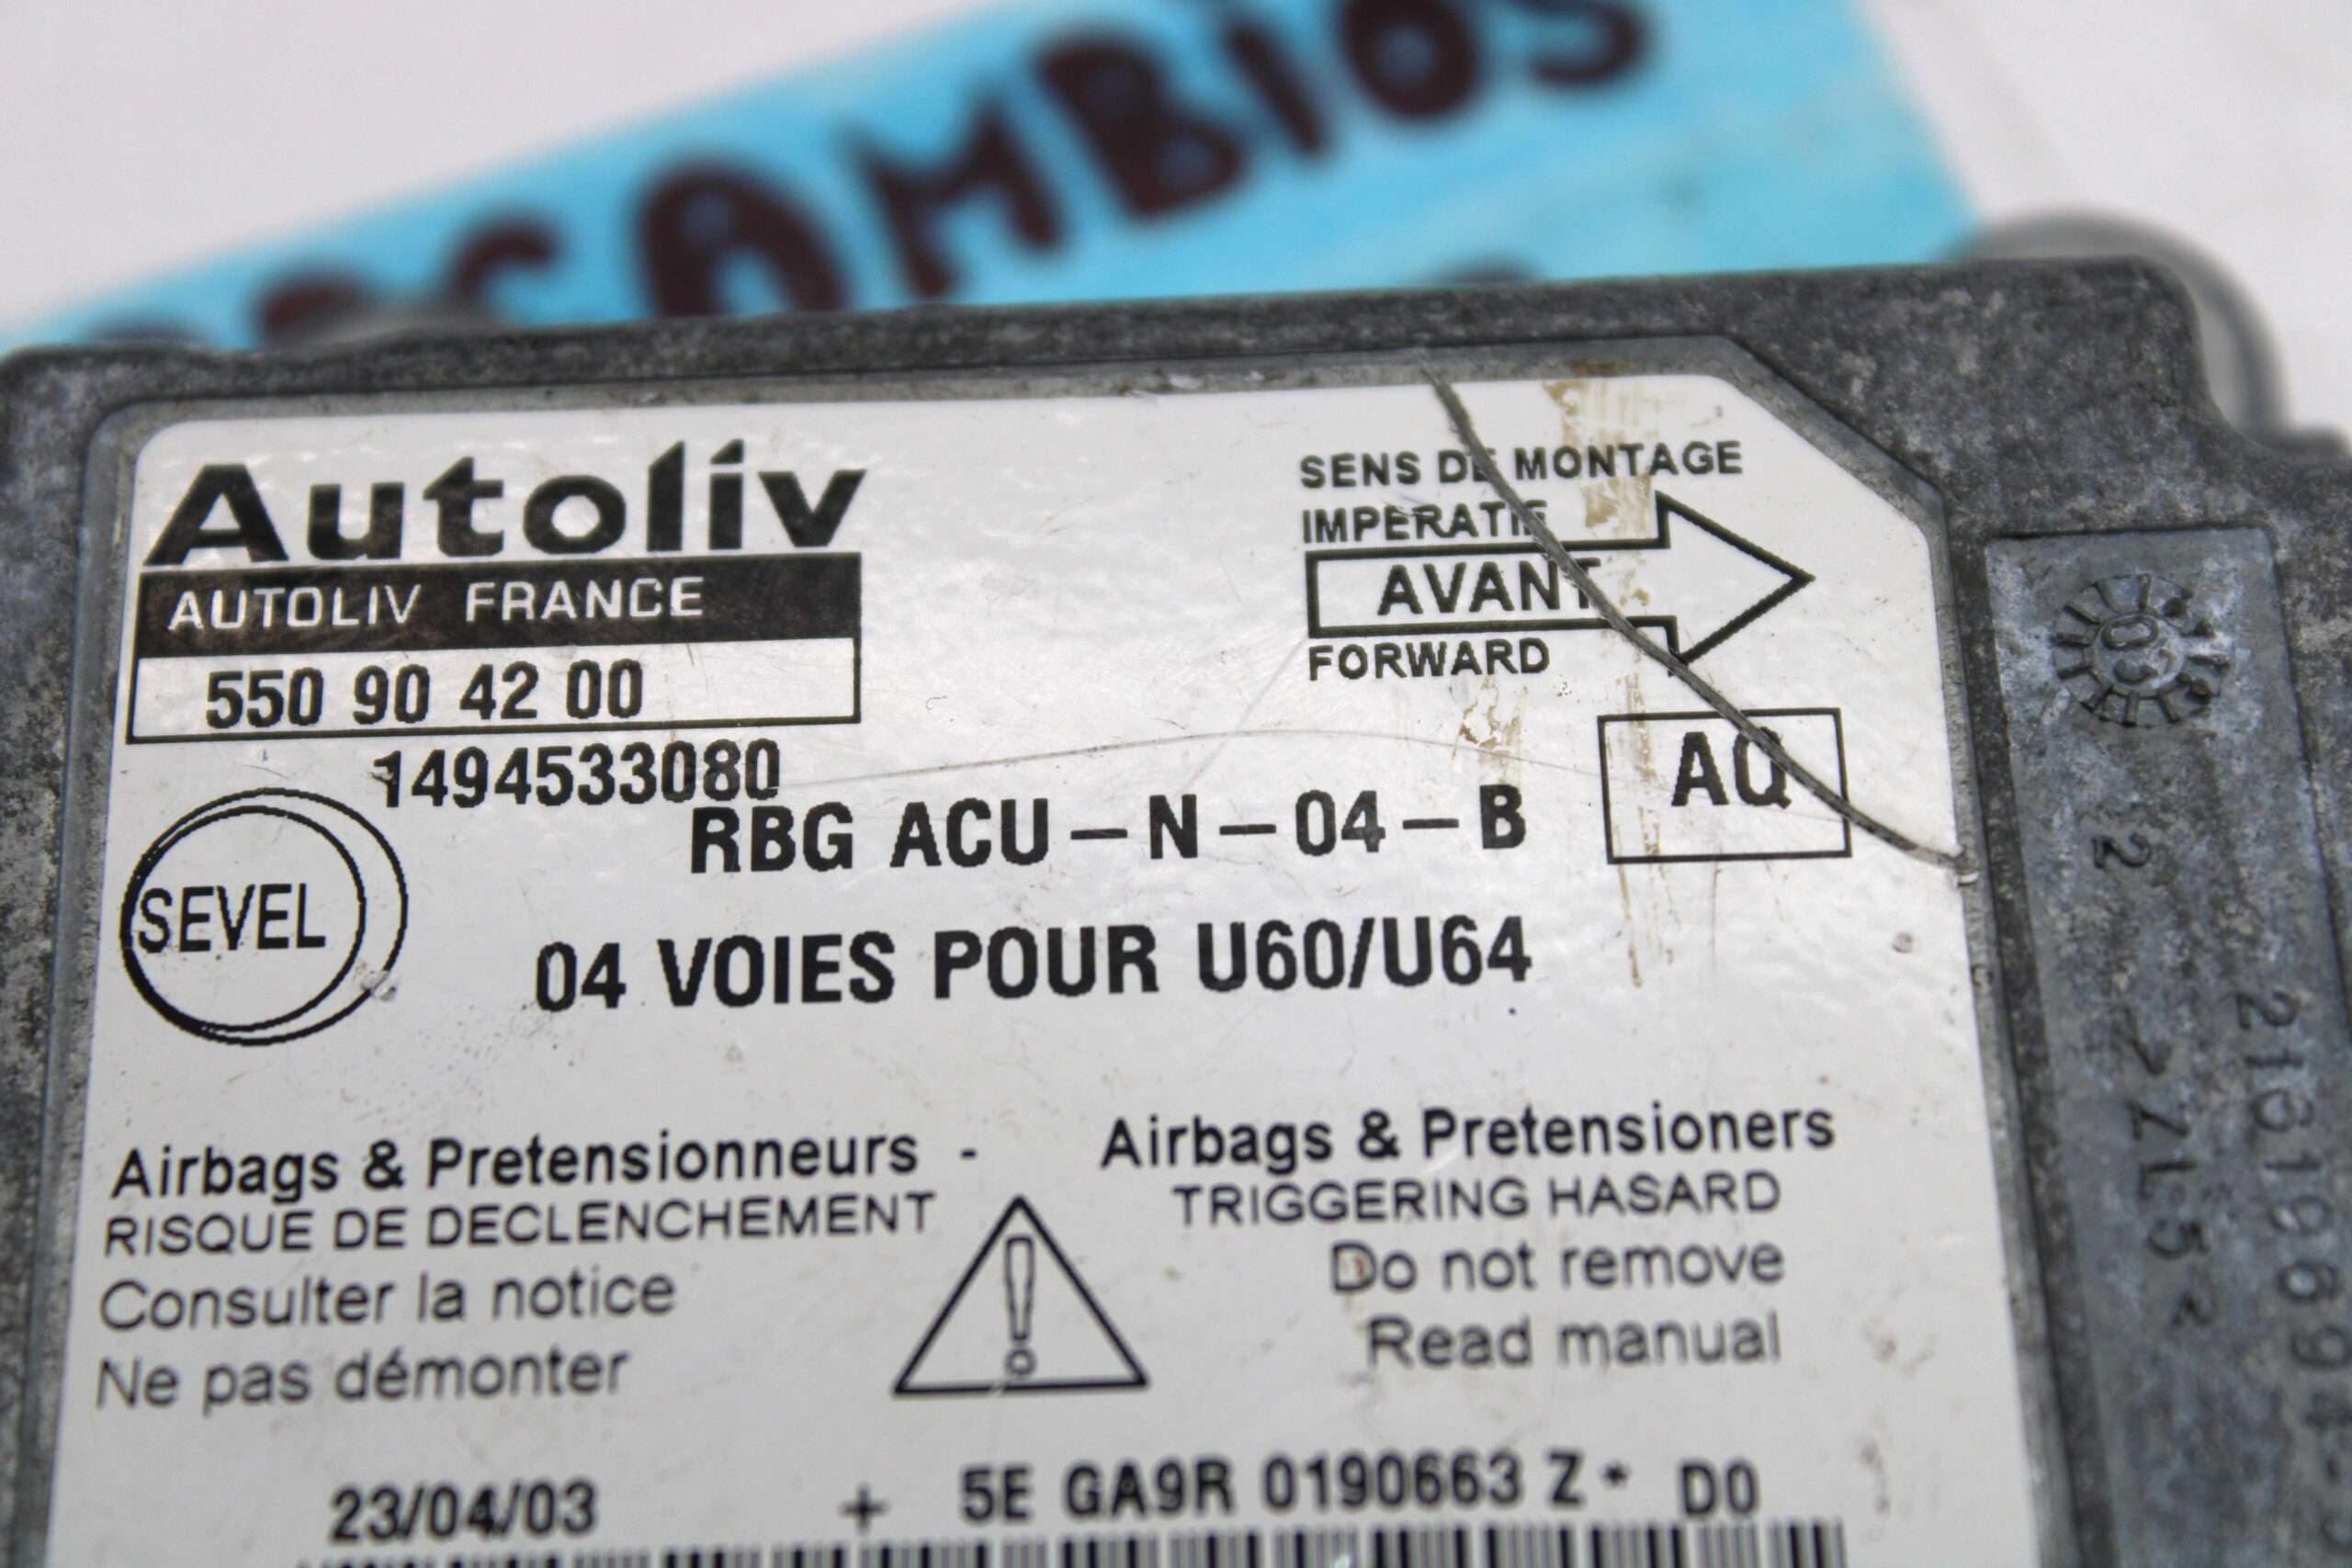 Autoliv
AUTOLIV FRANCE
550 90 42 00
1494533080
SENS DE MONTAGE
IMPERATIF
AVANT
FORWARD
AQ
RBG ACU – N – 04 – B
SEVEL
04 VOIES POUR U60/U64
Airbags & Pretensionneurs - Airbags & Pretensioners
RISQUE DE DECLENCHEMENT
TRIGGERING HASARD
Consulter la notice
Do not remove
Ne pas démonter
Read manual
23/04/03 + 5E GA9R 0190663 Z * D0
03
2